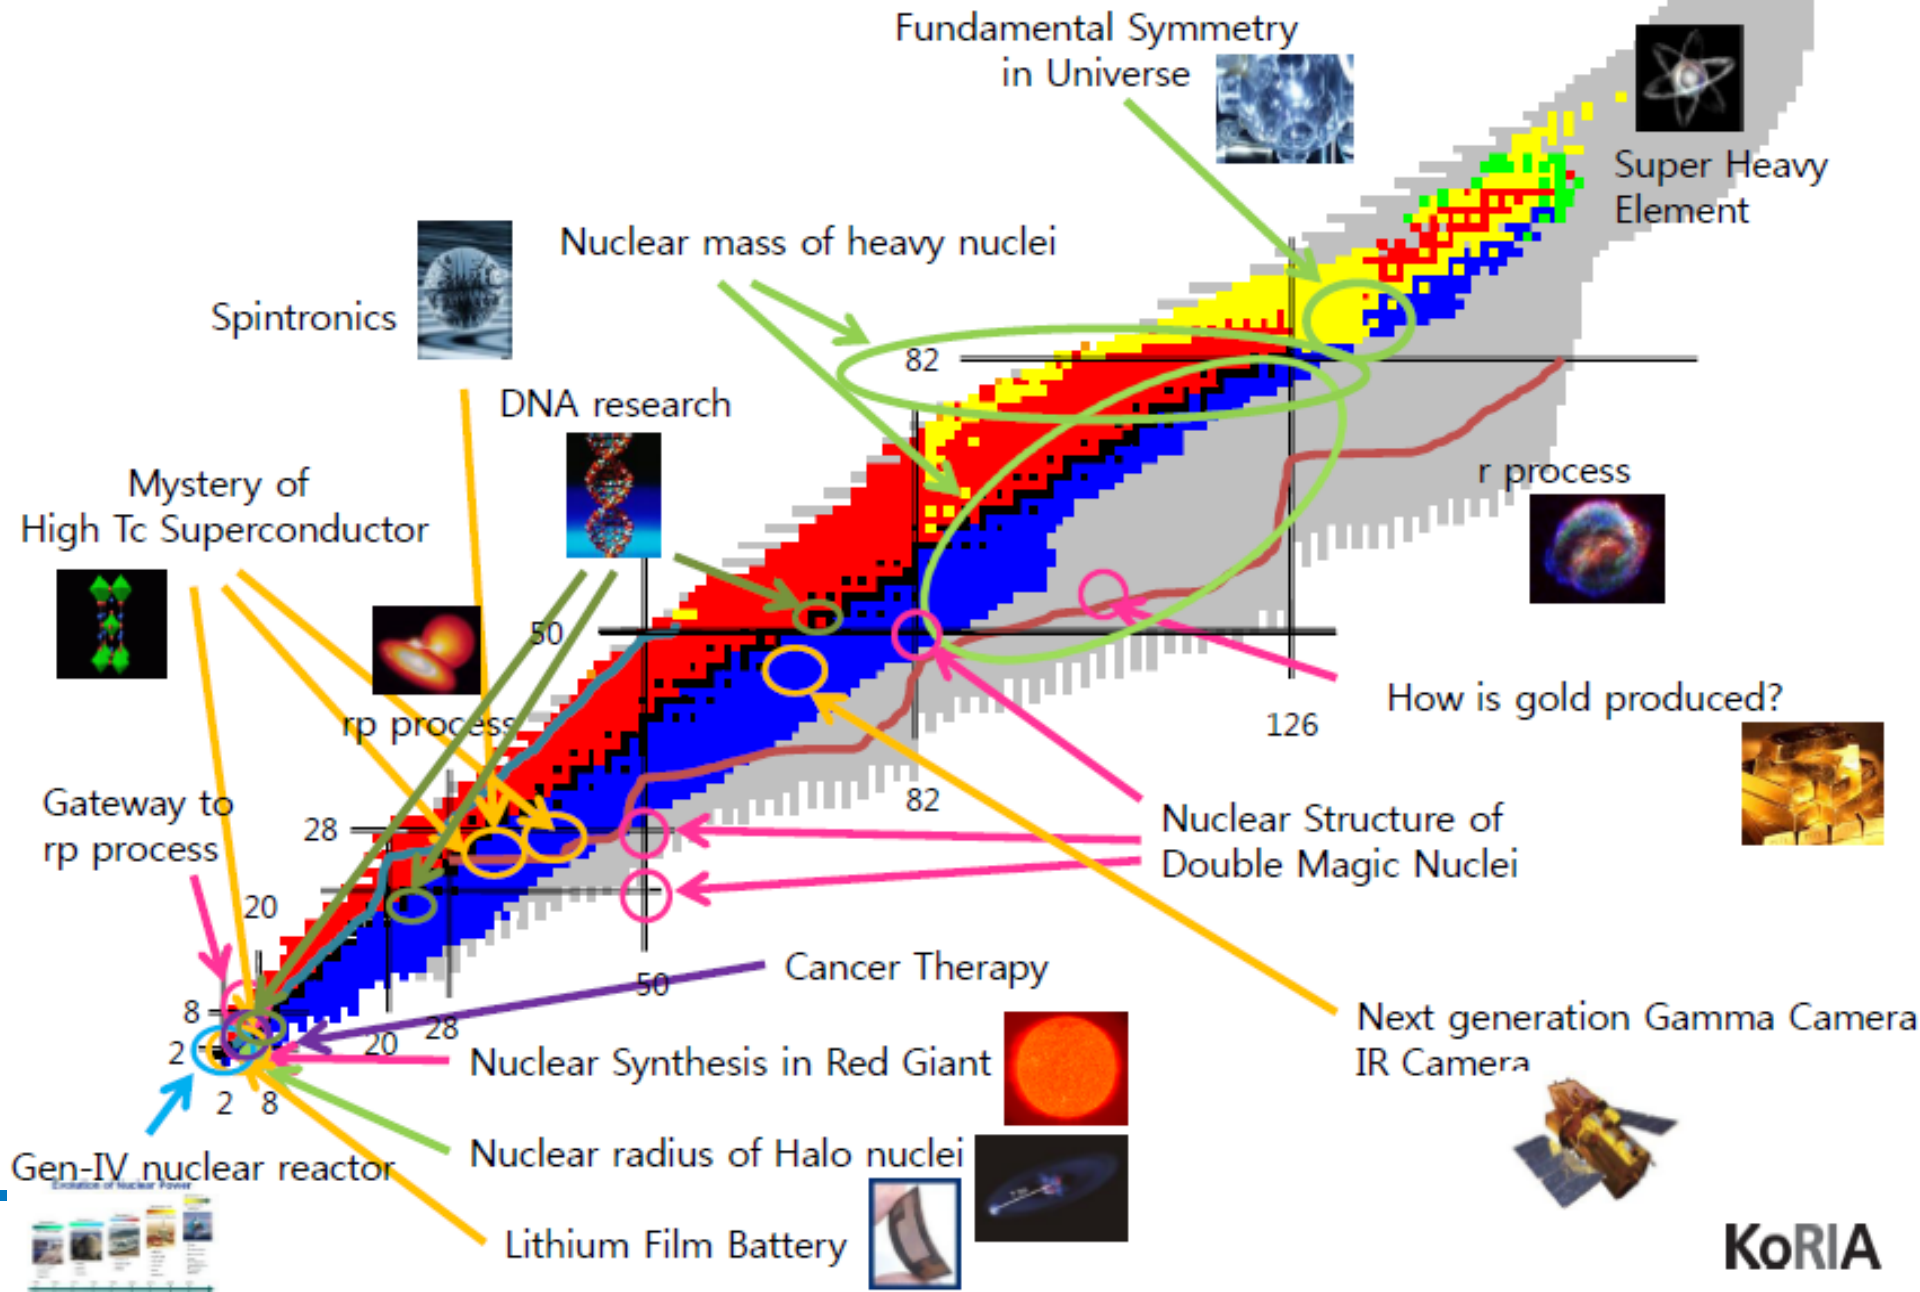 Fundamental Symmetry
in Universe
Super Heavy
Element
Nuclear mass of heavy nuclei
Spintronics
82
DNA research
Mystery of
High Tc Superconductor
r process
50
How is gold produced?
rp process
126
82
Gateway to
rp process
28
Nuclear Structure of
Double Magic Nuclei
20
Cancer Therapy
50
8
28
20
2
Next generation Gamma Camera
IR Camera
Nuclear Synthesis in Red Giant
2 8
Nuclear radius of Halo nuclei
Gen-IV nuclear reactor
Evolution of Nuclear Power
Lithium Film Battery
KoRIA